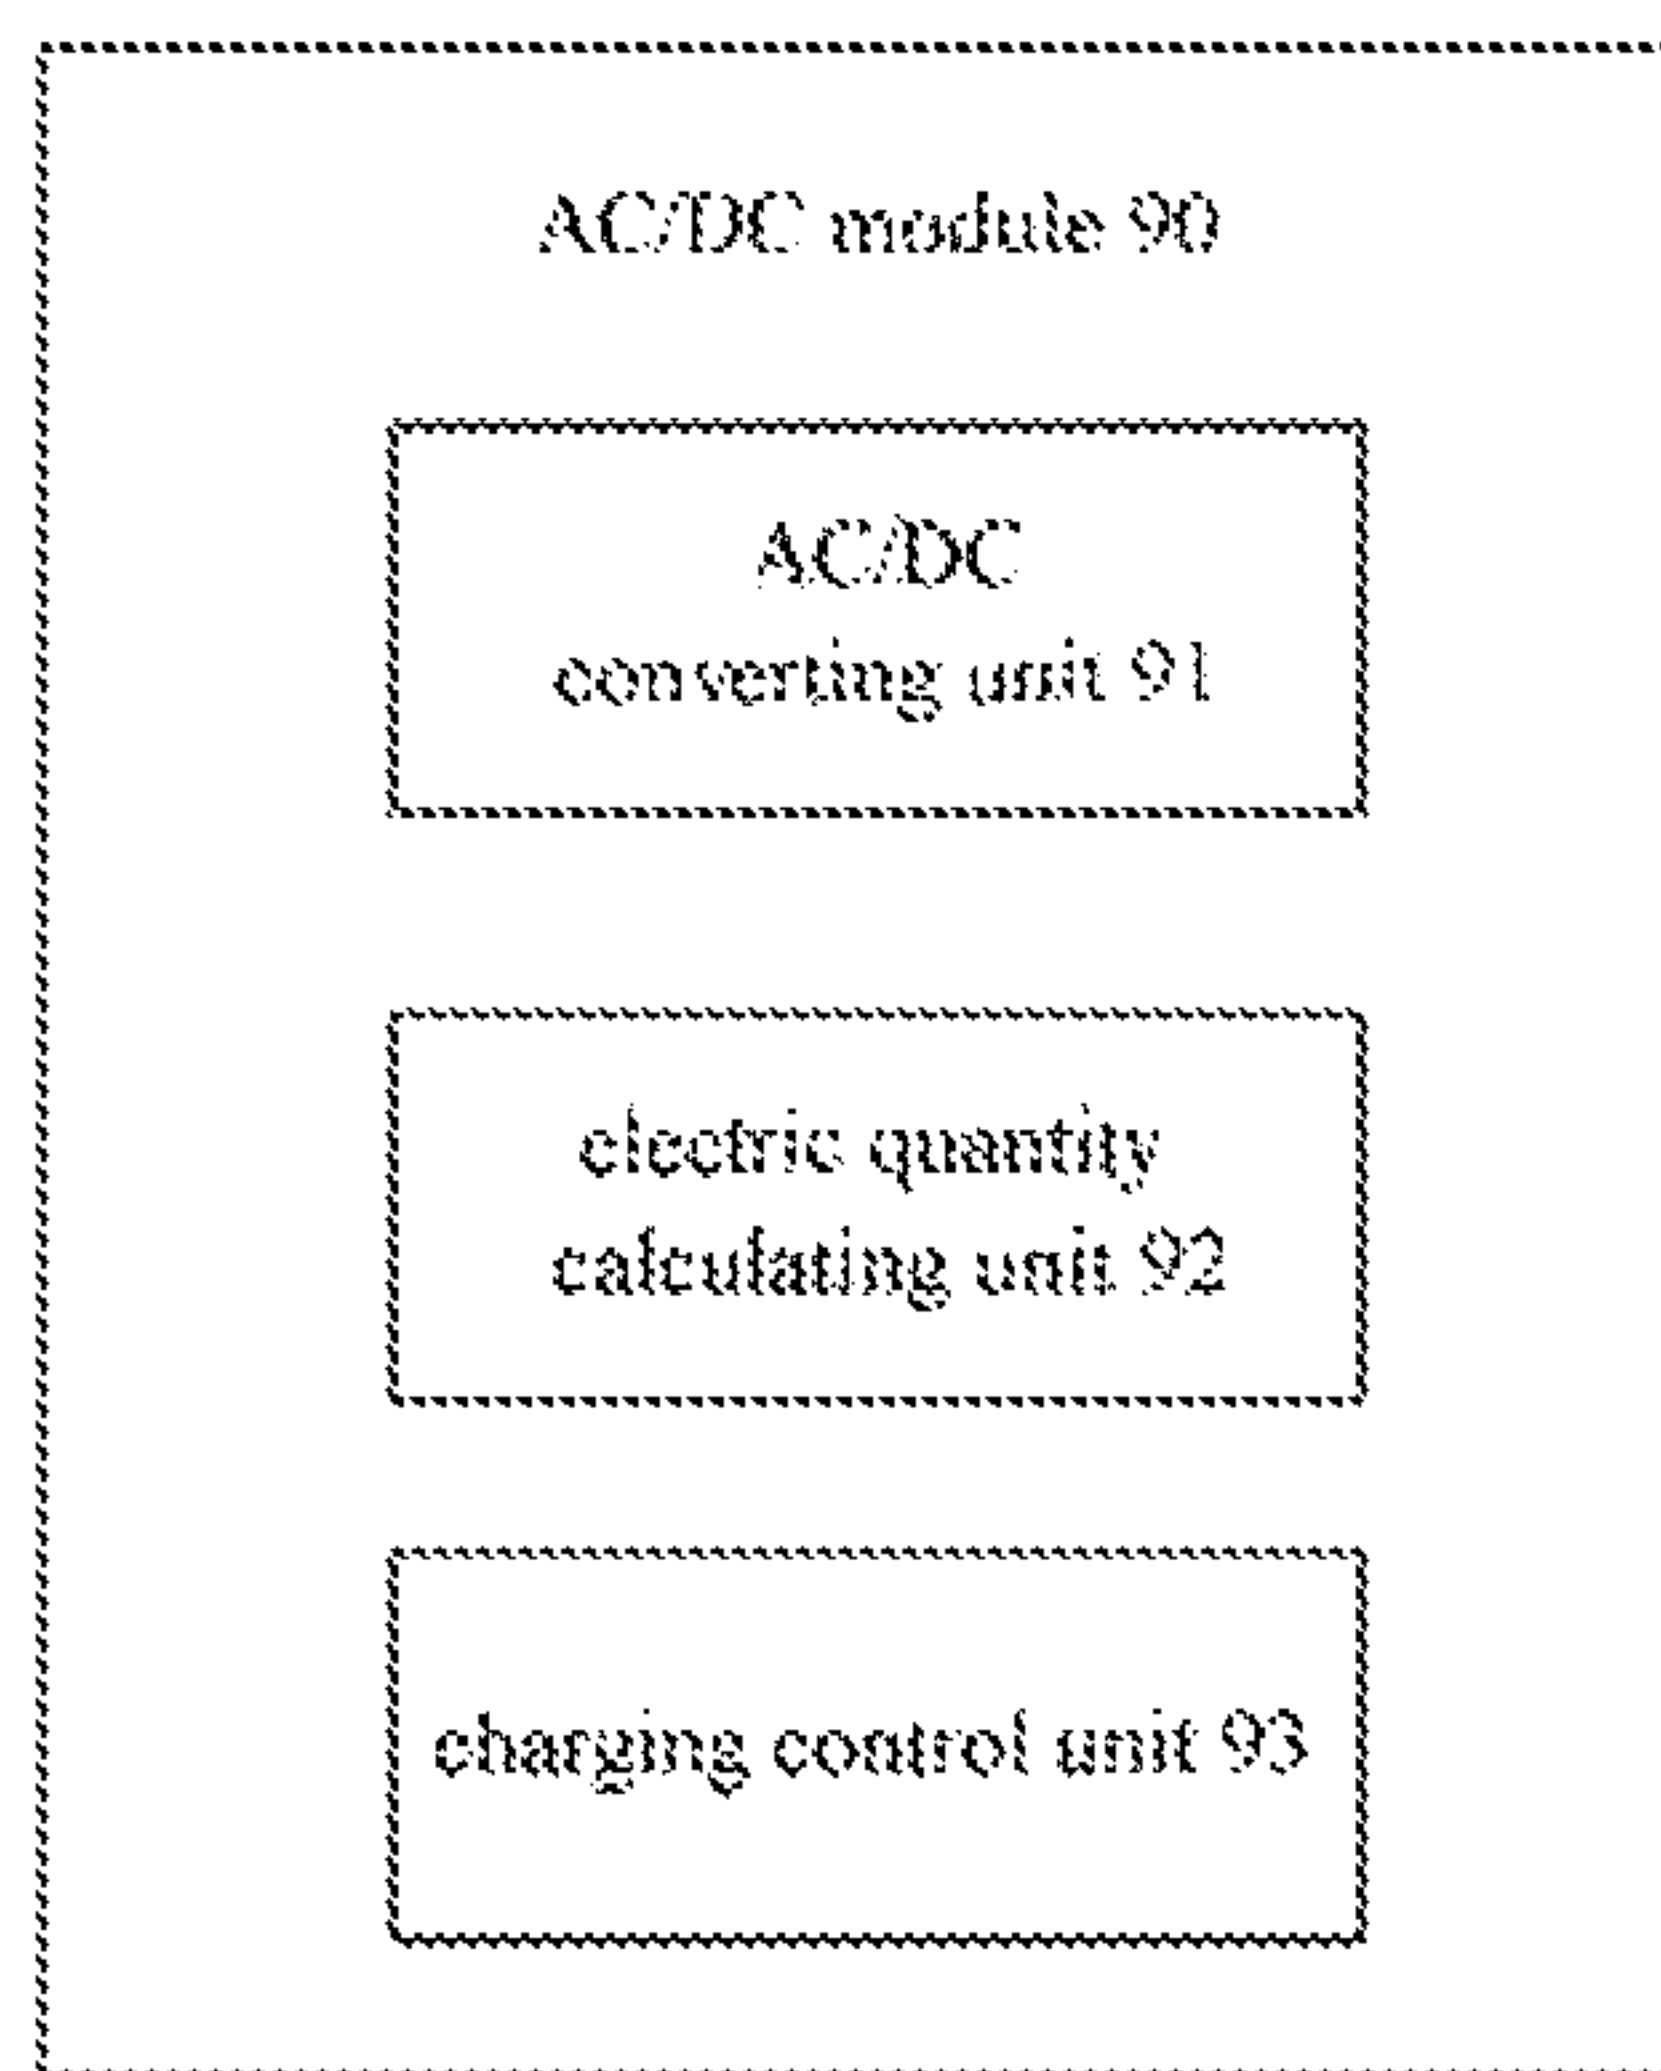 AC/DC module 90
AC/DC
converting unit 91
electric quantity
calculating unit 92
charging control unit 93